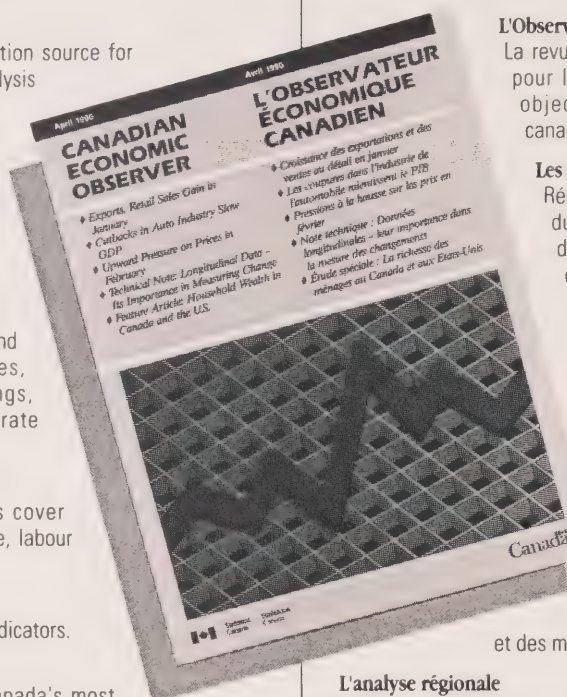 tion source for
lysis
nd
es,
ngs,
rate
s cover
e, labour
dicators.
nada's most
April 1990
CANADIAN
ECONOMIC
OBSERVER
♦ Exports, Retail Sales Gain in
January
♦ Cutbacks in Auto Industry Slow
GDP
♦ Upward Pressure on Prices in
February
♦ Technical Note: Longitudinal Data -
Its Importance in Measuring Change
♦ Feature Article: Household Wealth in
Canada and the U.S.
Avril 1990
L'OBSERVATEUR
ÉCONOMIQUE
CANADIEN
♦ Croissance des exportations et des
ventes au détail en janvier
♦ Les coupures dans l'industrie de
l'automobile ralentissent le PIB
♦ Pressions à la hausse sur les prix en
février
♦ Note technique : Données
longitudinales - leur importance dans
la mesure des changements
♦ Étude spéciale : La richesse des
ménages au Canada et aux États-Unis
Statistics Canada
Statistique Canada
Canada
L'Observ
La revu
pour l
objec
cana
Les
Ré
du
d
et des m
L'analyse régionale